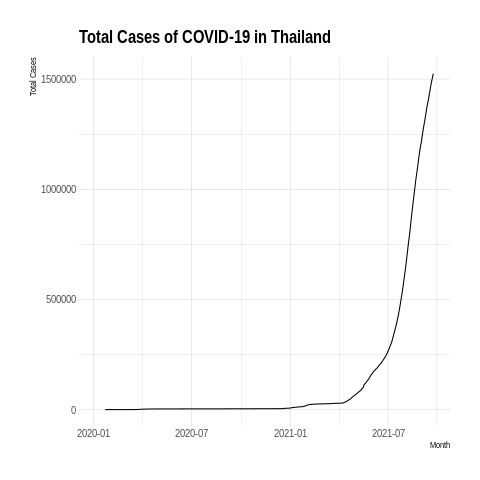 Total Cases of COVID-19 in Thailand
Total Cases
1500000
1000000
500000
0
2020-01 2020-07 2021-01 2021-07
Month